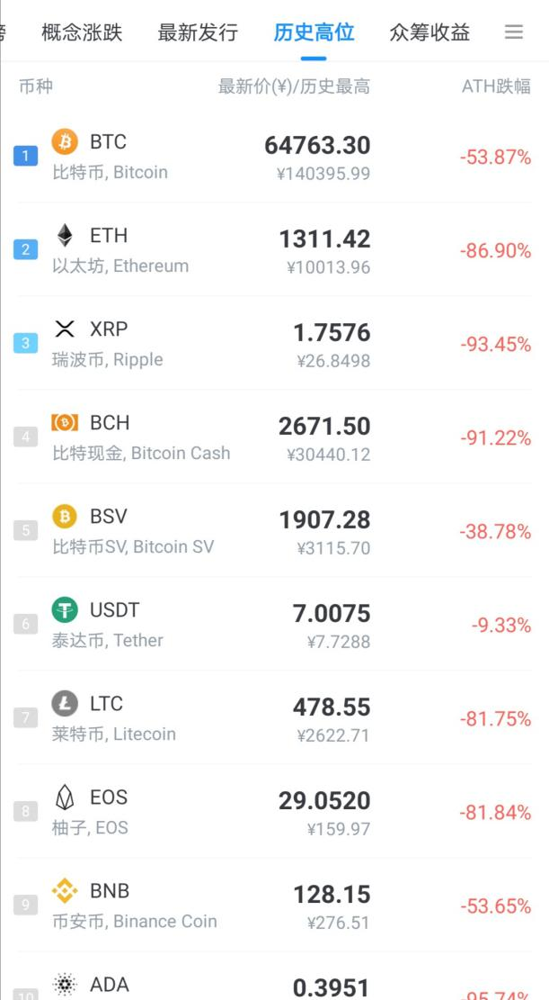 概念涨跌 最新发行 历史高位 众筹收益
币种 最新价(¥)/历史最高 ATH跌幅
1 BTC 64763.30 -53.87%
比特币, Bitcoin ¥140395.99
2 ETH 1311.42 -86.90%
以太坊, Ethereum ¥10013.96
3 XRP 1.7576 -93.45%
瑞波币, Ripple ¥26.8498
4 BCH 2671.50 -91.22%
比特现金, Bitcoin Cash ¥30440.12
5 BSV 1907.28 -38.78%
比特币SV, Bitcoin SV ¥3115.70
6 USDT 7.0075 -9.33%
泰达币, Tether ¥7.7288
7 LTC 478.55 -81.75%
莱特币, Litecoin ¥2622.71
8 EOS 29.0520 -81.84%
柚子, EOS ¥159.97
9 BNB 128.15 -53.65%
币安币, Binance Coin ¥276.51
10 ADA 0.3951 -95.74%